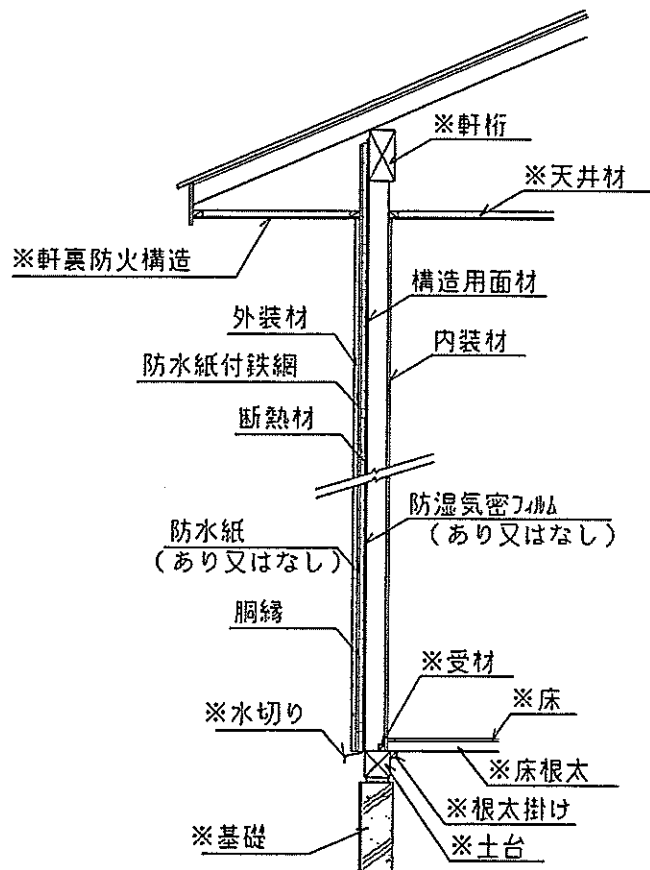 ※軒桁
※天井材
※軒裏防火構造
構造用面材
外装材
内装材
防水紙付鉄網
断熱材
防湿気密フィルム
(あり又はなし)
防水紙
(あり又はなし)
胴縁
※受材
※水切り
※床
※床根太
※根太掛け
※基礎
※土台